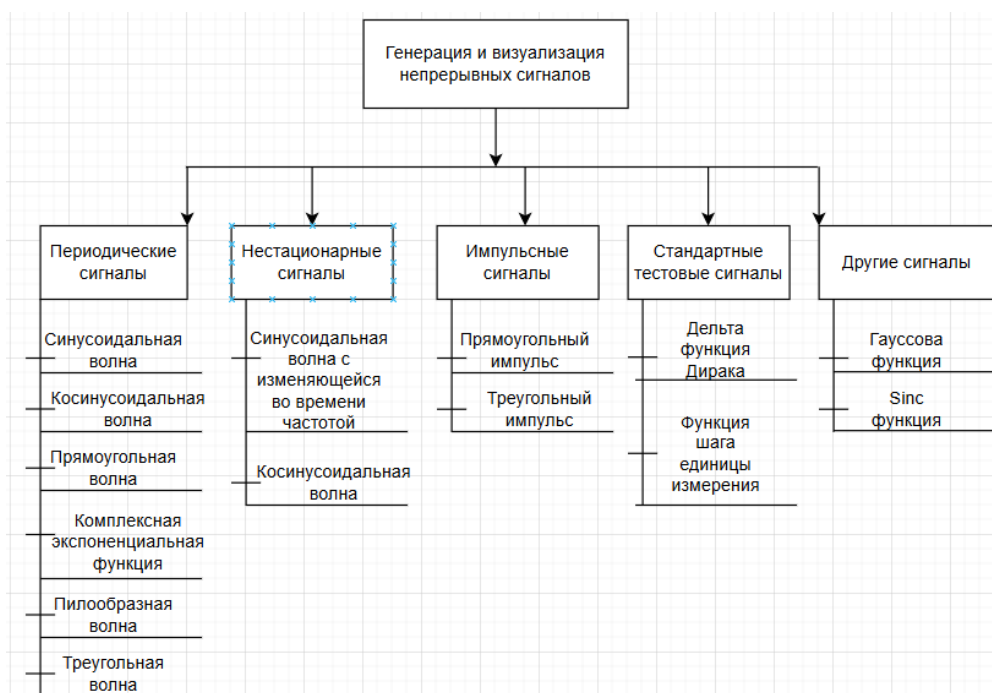 Генерация и визуализация
непрерывных сигналов
Периодические
сигналы
Нестационарные
сигналы
Импульсные
сигналы
Стандартные
тестовые сигналы
Другие сигналы
Синусоидальная
волна
Косинусоидальная
волна
Прямоугольная
волна
Комплексная
экспоненциальная
функция
Пилообразная
волна
Треугольная
волна
Синусоидальная
волна с
изменяющейся
во времени
частотой
Косинусоидальная
волна
Прямоугольный
импульс
Треугольный
импульс
Дельта
функция
Дирака
Функция
шага
единицы
измерения
Гауссова
функция
Sinc
функция